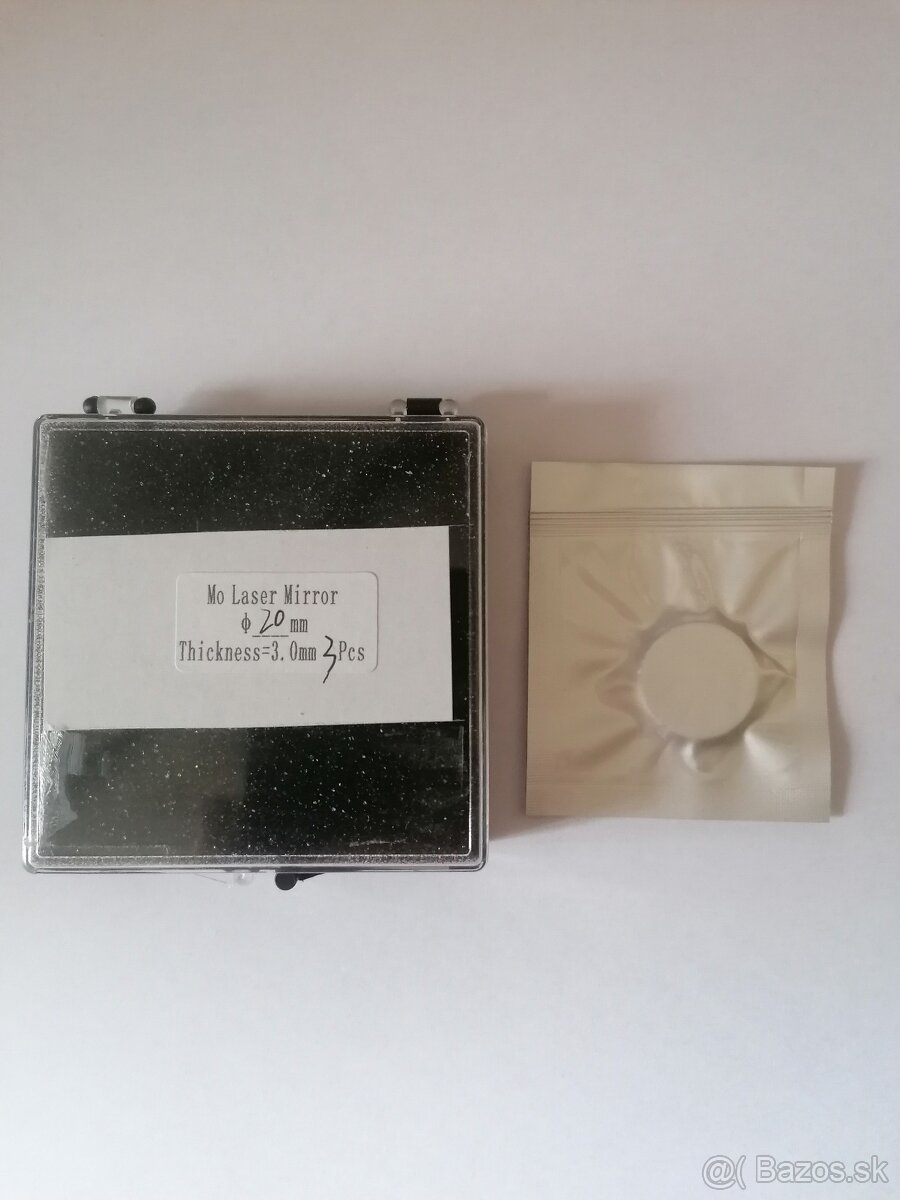 Mo Laser Mirror
ϕ 20 mm
Thickness=3.0mm 3Pcs
@( Bazos.sk